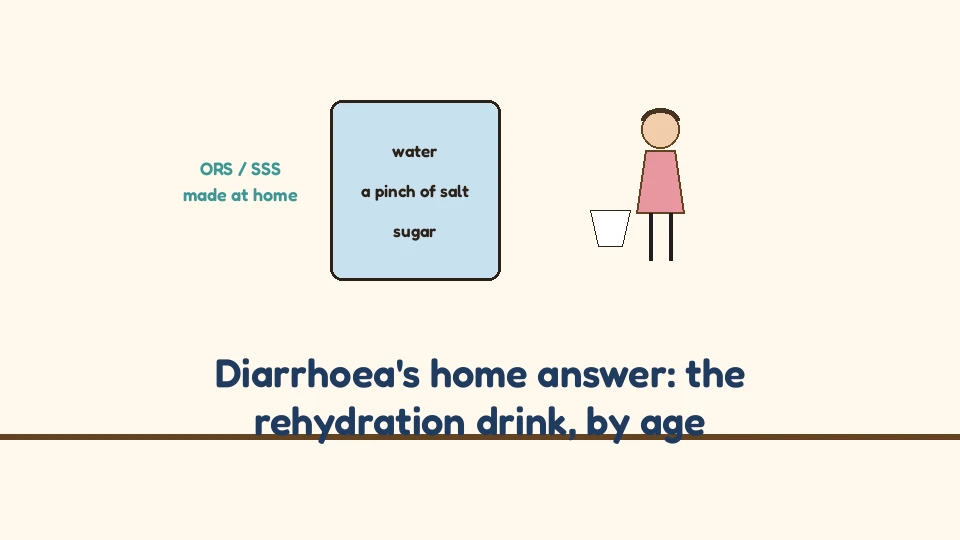 ORS / SSS
made at home
water
a pinch of salt
sugar
Diarrhoea's home answer: the
rehydration drink, by age